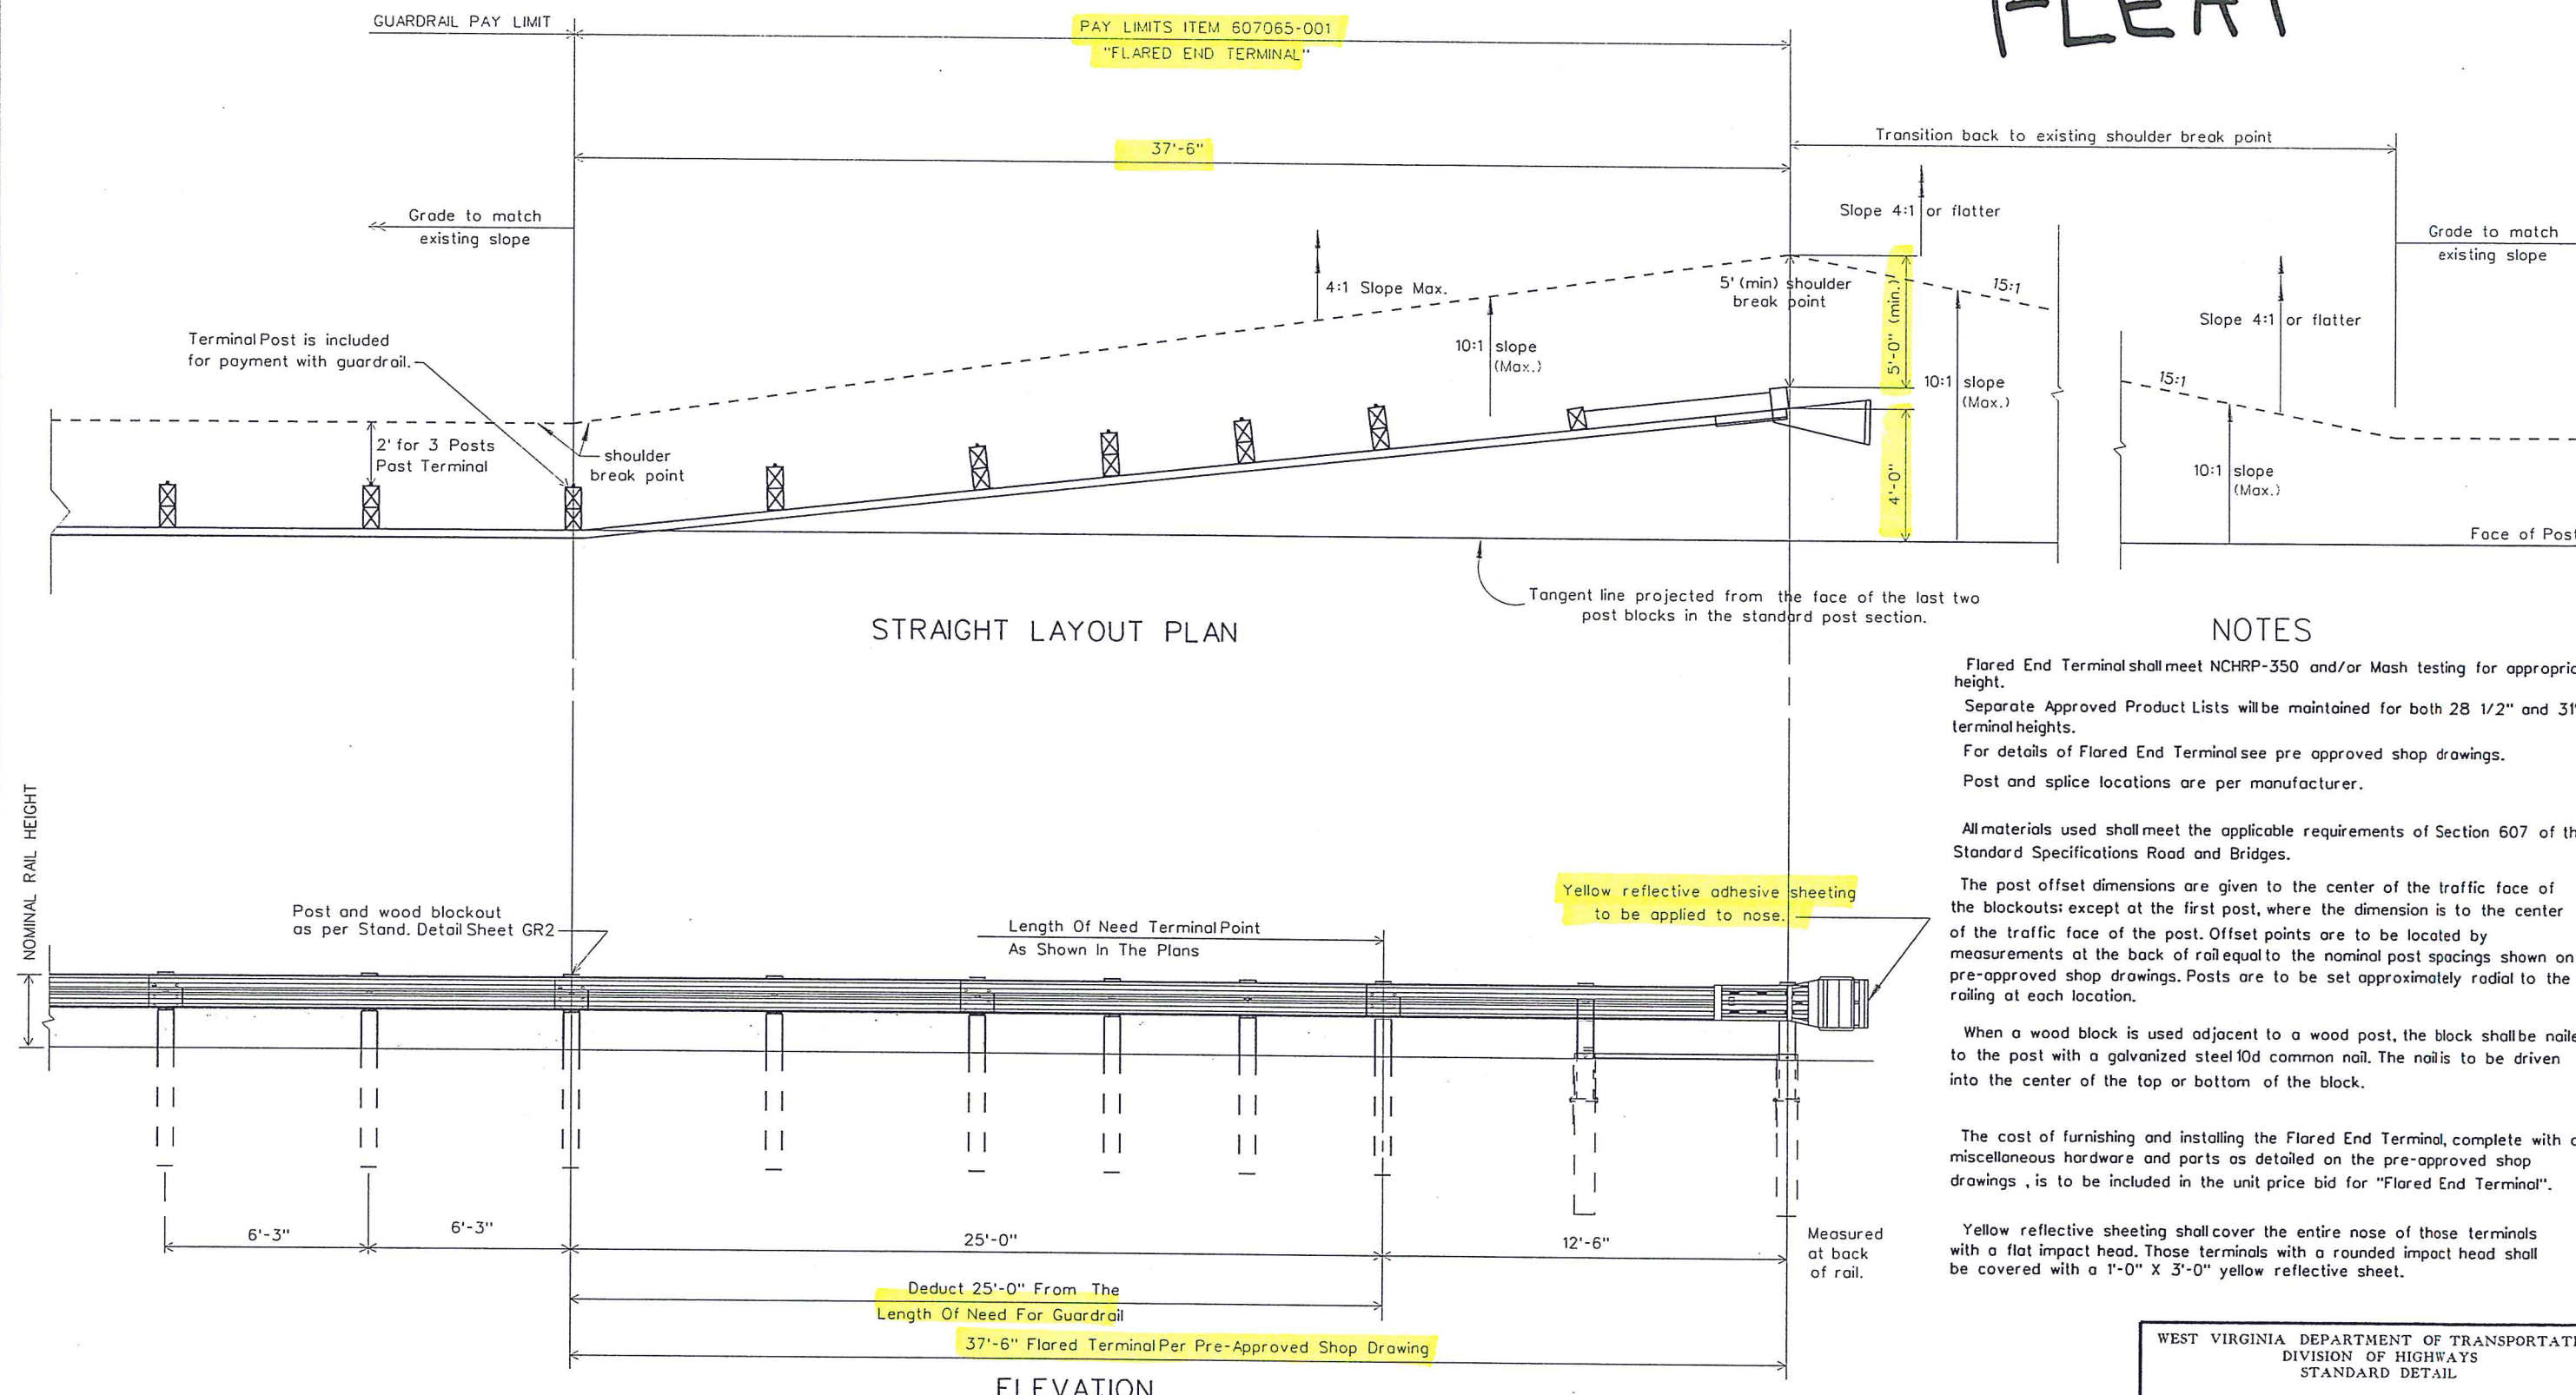 FLEAT
GUARDRAIL PAY LIMIT
PAY LIMITS ITEM 607065-001
"FLARED END TERMINAL"
37'-6"
Transition back to existing shoulder break point
Grade to match
existing slope
Slope 4:1 or flatter
Grade to match
existing slope
4:1 Slope Max.
5' (min) shoulder
break point
5'-0" (min.)
15:1
Slope 4:1 or flatter
Terminal Post is included
for payment with guardrail.
10:1 slope
(Max.)
10:1 slope
(Max.)
15:1
2' for 3 Posts
Past Terminal
shoulder
break point
4'-0"
10:1 slope
(Max.)
Face of Post
Tangent line projected from the face of the last two
post blocks in the standard post section.
STRAIGHT LAYOUT PLAN
NOTES
Flared End Terminal shall meet NCHRP-350 and/or Mash testing for
height.
Separate Approved Product Lists will be maintained for both 28 1/2" and 31"
terminal heights.
For details of Flared End Terminal see pre approved shop drawings.
Post and splice locations are per manufacturer.
All materials used shall meet the applicable requirements of Section 607 of
Standard Specifications Road and Bridges.
The post offset dimensions are given to the center of the traffic face of
the blockouts; except at the first post, where the dimension is to the center
of the traffic face of the post. Offset points are to be located by
measurements at the back of rail equal to the nominal post spacings shown on
pre-approved shop drawings. Posts are to be set approximately radial to the
railing at each location.
When a wood block is used adjacent to a wood post, the block shall be
to the post with a galvanized steel 10d common nail. The nail is to be driven
into the center of the top or bottom of the block.
The cost of furnishing and installing the Flared End Terminal, complete with
miscellaneous hardware and parts as detailed on the pre-approved shop
drawings , is to be included in the unit price bid for "Flared End Terminal".
Yellow reflective sheeting shall cover the entire nose of those terminals
with a flat impact head. Those terminals with a rounded impact head shall
be covered with a 1'-0" X 3'-0" yellow reflective sheet.
NOMINAL RAIL HEIGHT
Post and wood blockout
as per Stand. Detail Sheet GR2
Length Of Need Terminal Point
As Shown In The Plans
Yellow reflective adhesive sheeting
to be applied to nose.
6'-3"
6'-3"
25'-0"
12'-6"
Measured
at back
of rail.
Deduct 25'-0" From The
Length Of Need For Guardrail
37'-6" Flared Terminal Per Pre-Approved Shop Drawing
ELEVATION
WEST VIRGINIA DEPARTMENT OF
DIVISION OF HIGHWAYS
STANDARD DETAIL